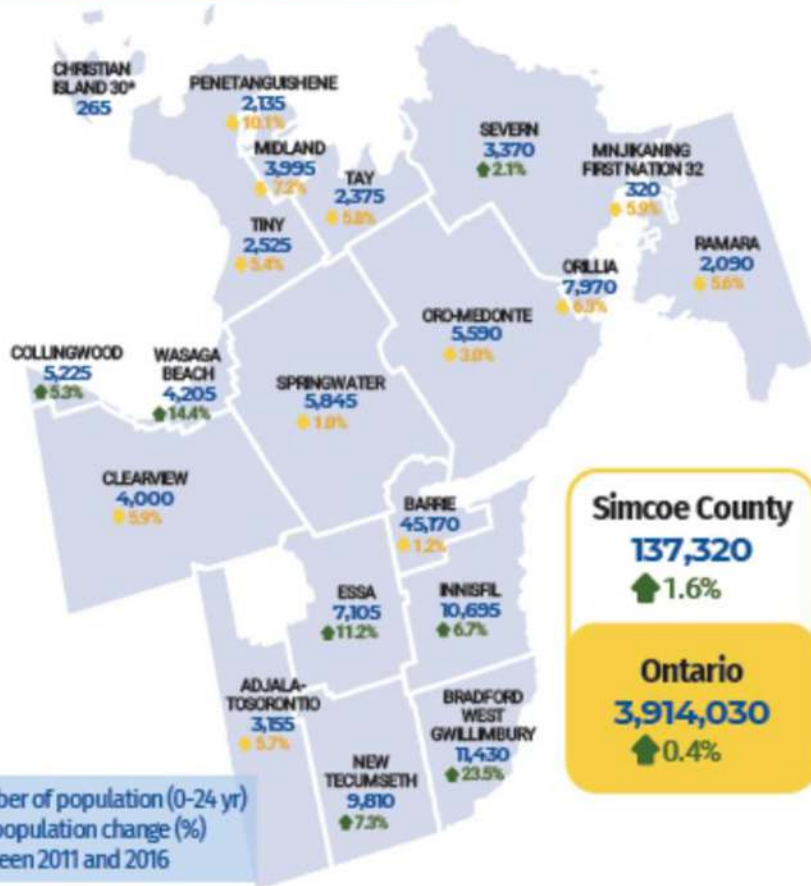 CHRISTIAN
ISLAND 30*
265
PENETANGUISHENE
2,135
10.1%
MIDLAND
3,995
7.2%
TAY
2,375
5.8%
TINY
2,525
5.4%
SEVERN
3,370
2.1%
MNJIKANING
FIRST NATION 32
320
5.9%
RAMARA
2,090
5.6%
ORILLIA
7,970
6.3%
ORO-MEDONTE
5,590
3.0%
COLLINGWOOD
5,225
5.3%
WASAGA
BEACH
4,205
14.4%
SPRINGWATER
5,845
1.0%
CLEARVIEW
4,000
5.9%
BARRIE
45,170
1.2%
ESSA
7,105
11.2%
INNISFIL
10,695
6.7%
ADJALA-
TOSORONTIO
3,155
5.7%
NEW
TECUMSETH
9,810
7.3%
BRADFORD
WEST
GWILLIMBURY
11,430
23.5%
Simcoe County
137,320
1.6%
Ontario
3,914,030
0.4%
ber of population (0-24 yr)
population change (%)
een 2011 and 2016